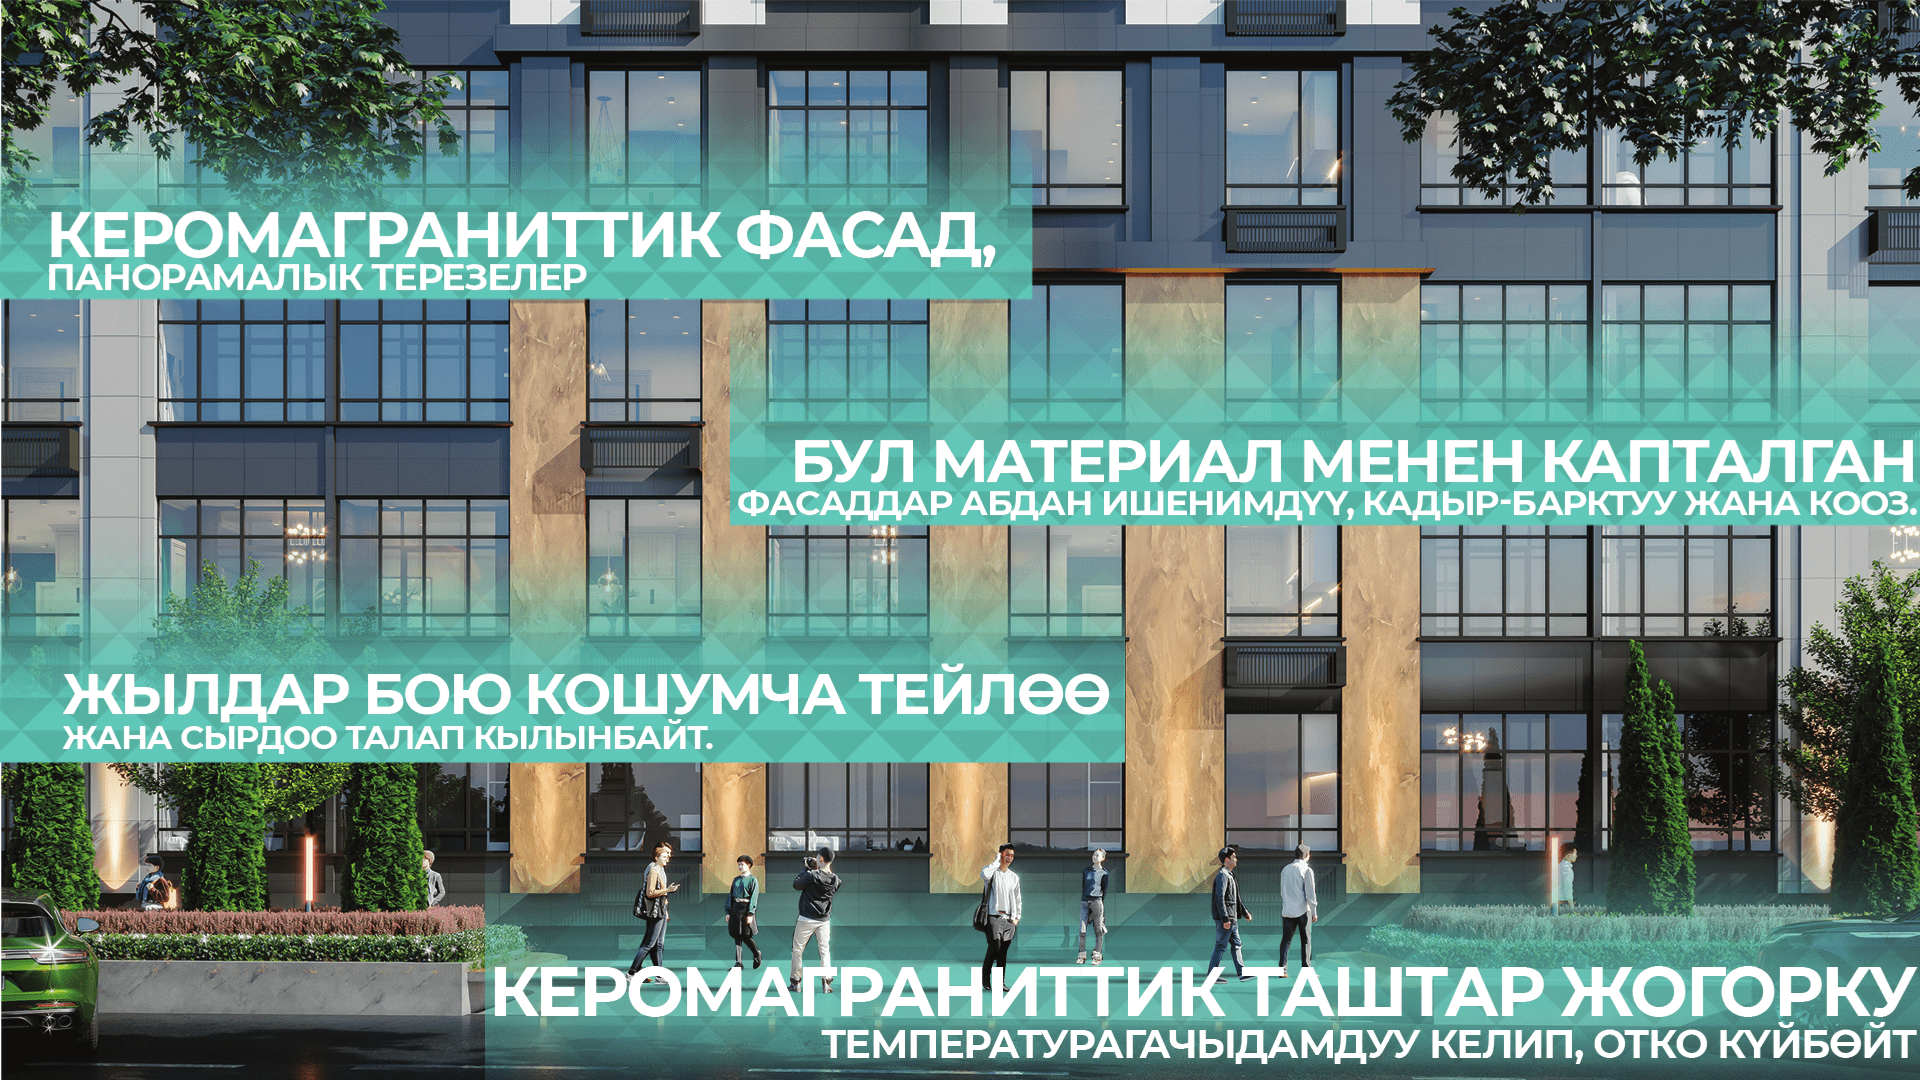 КЕРОМАГРАНИТТИК ФАСАД,
ПАНОРАМАЛЫК ТЕРЕЗЕЛЕР
БУЛ МАТЕРИАЛ МЕНЕН КАПТАЛГАН
ФАСАДДАР АБДАН ИШЕНИМДҮҮ, КАДЫР-БАРКТУУ ЖАНА КООЗ.
ЖЫЛДАР БОЮ КОШУМЧА ТЕЙЛӨӨ
ЖАНА СЫРДОО ТАЛАП КЫЛЫНБАЙТ.
КЕРОМАГРАНИТТИК ТАШТАР ЖОГОРКУ
ТЕМПЕРАТУРАГАЧЫДАМДУУ КЕЛИП, ОТКО КҮЙБӨЙТ